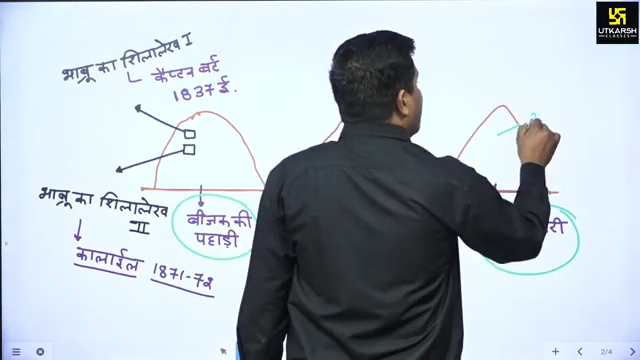 UTKARSH
CLASSES
भाब्रू का शिलालेख I
कैप्टन बर्ट
1837 ई.
भाब्रू का शिलालेख
II
कार्लाईल 1871-72
बीजक की
पहाड़ी
2/4